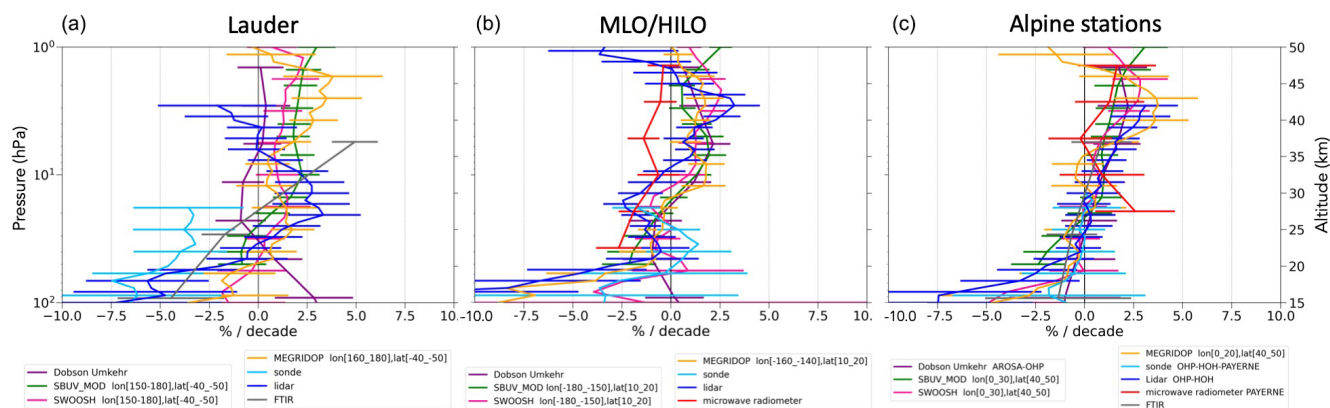 (a) Lauder
(b) MLO/HILO
(c) Alpine stations
Pressure (hPa)
10⁰
10¹
10²
-10.0 -7.5 -5.0 -2.5 0.0 2.5 5.0 7.5 10.0
% / decade
-10.0 -7.5 -5.0 -2.5 0.0 2.5 5.0 7.5 10.0
% / decade
-10.0 -7.5 -5.0 -2.5 0.0 2.5 5.0 7.5 10.0
% / decade
50
45
40
35
30
25
20
15
Altitude (km)
Dobson Umkehr
SBUV_MOD lon[150-180],lat[-40_-50]
SWOOSH lon[150-180],lat[-40_-50]
MEGRIDOP lon[160_180],lat[-40_-50]
sonde
lidar
FTIR
Dobson Umkehr
SBUV_MOD lon[-180_-150],lat[10_20]
SWOOSH lon[-180_-150],lat[10_20]
MEGRIDOP lon[-160_-140],lat[10_20]
sonde
lidar
microwave radiometer
Dobson Umkehr AROSA-OHP
SBUV_MOD lon[0_30],lat[40_50]
SWOOSH lon[0_30],lat[40_50]
MEGRIDOP lon[0_20],lat[40_50]
sonde OHP-HOH-PAYERNE
Lidar OHP-HOH
microwave radiometer PAYERNE
FTIR